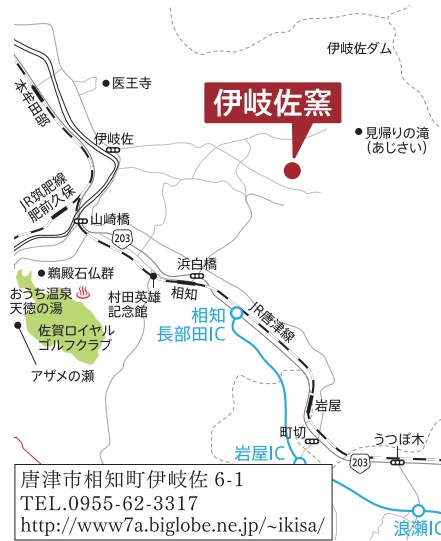 伊岐佐ダム
医王寺
本牟田部
伊岐佐窯
見帰りの滝
(あじさい)
伊岐佐
JR筑肥線
肥前久保
山崎橋
203
鵜殿石仏群
浜白橋
おうち温泉
天徳の湯
村田英雄
記念館
相知
JR唐津線
相知
長部田IC
佐賀ロイヤル
ゴルフクラブ
アザメの瀬
岩屋
町切
うつぼ木
岩屋IC
203
唐津市相知町伊岐佐 6-1
TEL.0955-62-3317
http://www7a.biglobe.ne.jp/~ikisa/
浪瀬IC